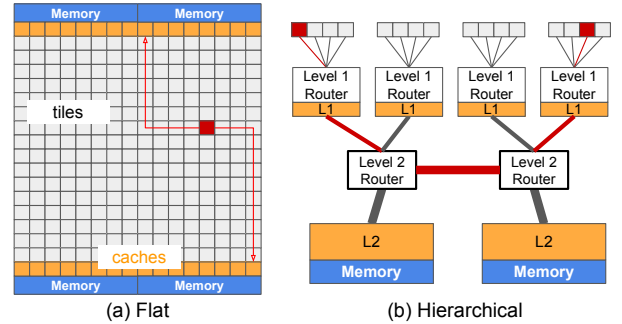 Memory
Memory
tiles
caches
Memory
Memory
(a) Flat
Level 1
Router
L1
Level 1
Router
L1
Level 1
Router
L1
Level 1
Router
L1
Level 2
Router
Level 2
Router
L2
Memory
L2
Memory
(b) Hierarchical